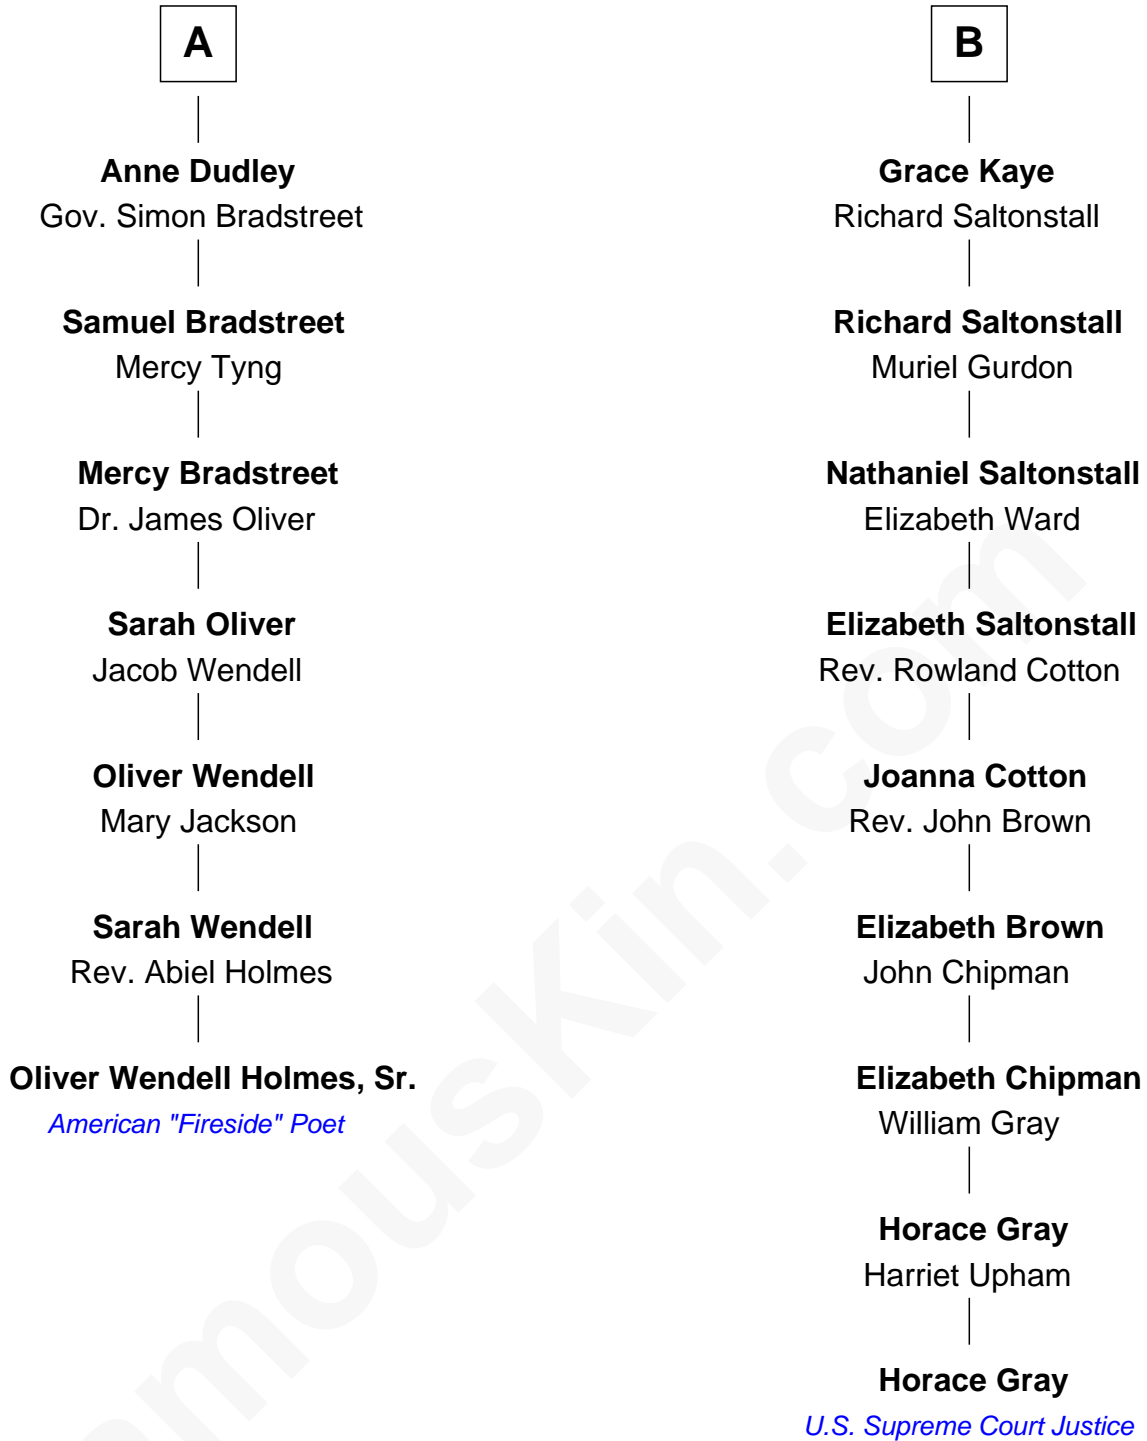 A
Anne Dudley
Gov. Simon Bradstreet
Samuel Bradstreet
Mercy Tyng
Mercy Bradstreet
Dr. James Oliver
Sarah Oliver
Jacob Wendell
Oliver Wendell
Mary Jackson
Sarah Wendell
Rev. Abiel Holmes
Oliver Wendell Holmes, Sr.
American "Fireside" Poet
B
Grace Kaye
Richard Saltonstall
Richard Saltonstall
Muriel Gurdon
Nathaniel Saltonstall
Elizabeth Ward
Elizabeth Saltonstall
Rev. Rowland Cotton
Joanna Cotton
Rev. John Brown
Elizabeth Brown
John Chipman
Elizabeth Chipman
William Gray
Horace Gray
Harriet Upham
Horace Gray
U.S. Supreme Court Justice
amouskin.com